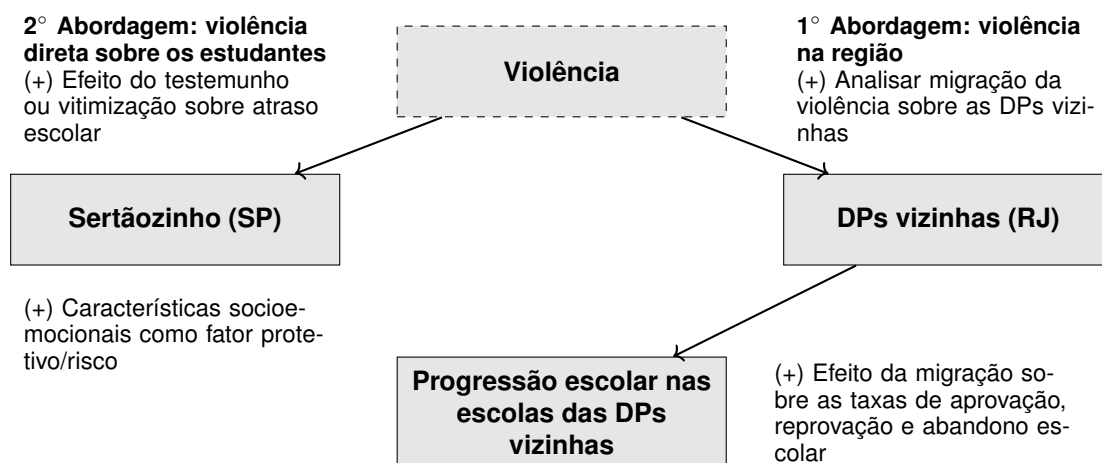 2° Abordagem: violência
direta sobre os estudantes
(+) Efeito do testemunho
ou vitimização sobre atraso
escolar
Violência
1° Abordagem: violência
na região
(+) Analisar migração da
violência sobre as DPs vizi-
nhas
Sertãozinho (SP)
DPs vizinhas (RJ)
(+) Características socioe-
mocionais como fator prote-
tivo/risco
Progressão escolar nas
escolas das DPs
vizinhas
(+) Efeito da migração so-
bre as taxas de aprovação,
reprovação e abandono es-
colar